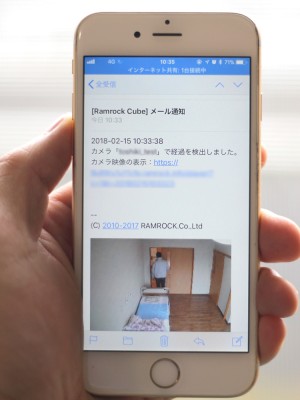 4G 10:35 71%
インターネット共有: 1台接続中
全受信
[Ramrock Cube] メール通知
今日 10:33
2018-02-15 10:33:38
カメラ「」で経過を検出しました。
カメラ映像の表示：https://
--
(C) 2010-2017 RAMROCK.Co.,Ltd